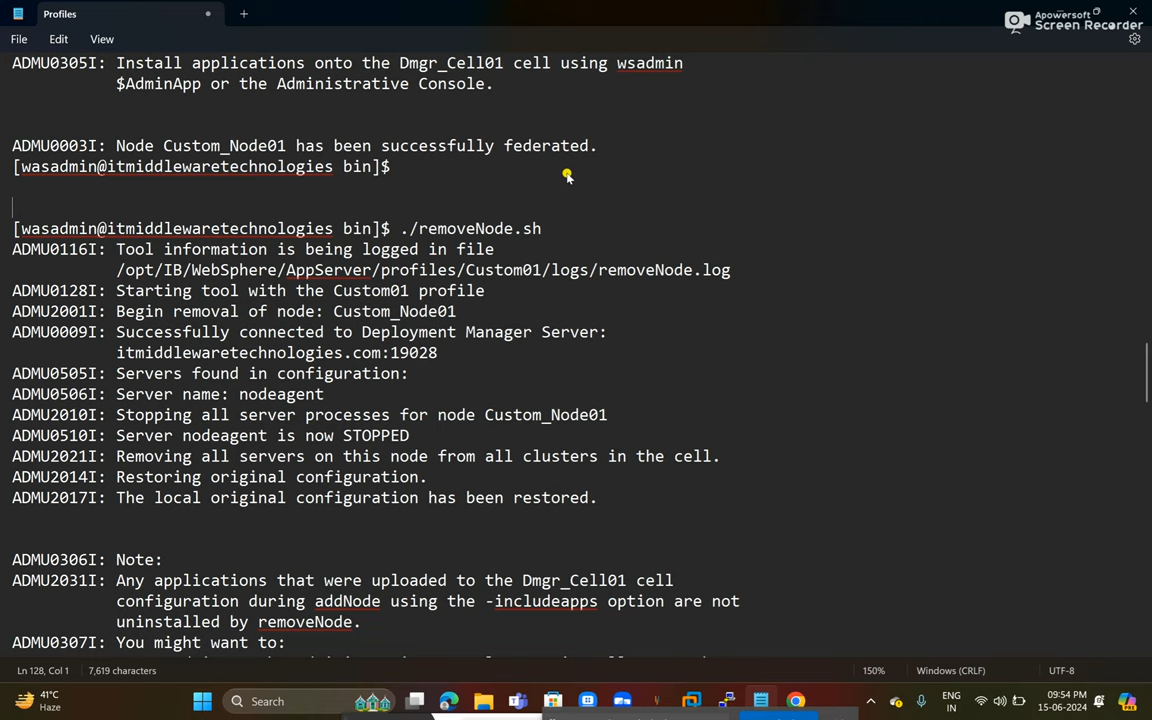 Profiles
Apowersoft
Screen Recorder
File Edit View
ADMU0305I: Install applications onto the Dmgr_Cell01 cell using wsadmin
$AdminApp or the Administrative Console.
ADMU0003I: Node Custom_Node01 has been successfully federated.
[wasadmin@itmiddlewaretechnologies bin]$
[wasadmin@itmiddlewaretechnologies bin]$ ./removeNode.sh
ADMU0116I: Tool information is being logged in file
/opt/IB/WebSphere/AppServer/profiles/Custom01/logs/removeNode.log
ADMU0128I: Starting tool with the Custom01 profile
ADMU2001I: Begin removal of node: Custom_Node01
ADMU0009I: Successfully connected to Deployment Manager Server:
itmiddlewaretechnologies.com:19028
ADMU0505I: Servers found in configuration:
ADMU0506I: Server name: nodeagent
ADMU2010I: Stopping all server processes for node Custom_Node01
ADMU0510I: Server nodeagent is now STOPPED
ADMU2021I: Removing all servers on this node from all clusters in the cell.
ADMU2014I: Restoring original configuration.
ADMU2017I: The local original configuration has been restored.
ADMU0306I: Note:
ADMU2031I: Any applications that were uploaded to the Dmgr_Cell01 cell
configuration during addNode using the -includeapps option are not
uninstalled by removeNode.
ADMU0307I: You might want to:
Ln 128, Col 1 7,619 characters 150% Windows (CRLF) UTF-8
41°C
Haze
Search
ENG
IN
09:54 PM
15-06-2024